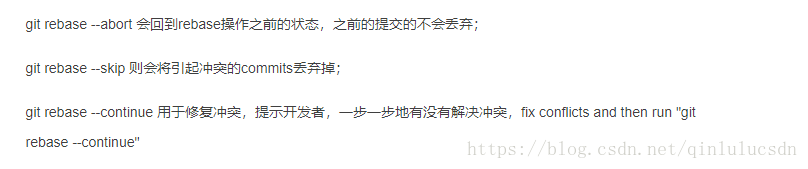 git rebase --abort 会回到rebase操作之前的状态，之前的提交的不会丢弃；
git rebase --skip 则会将引起冲突的commits丢弃掉；
git rebase --continue 用于修复冲突，提示开发者，一步一步地有没有解决冲突，fix conflicts and then run "git
rebase --continue"
https://blog.csdn.net/qinlulucsdn